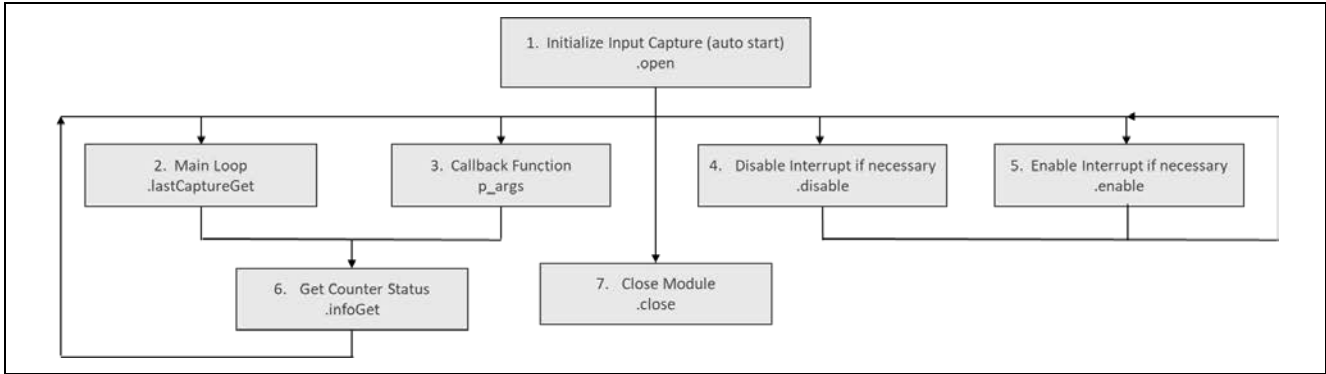 1. Initialize Input Capture (auto start)
.open
2. Main Loop
.lastCaptureGet
3. Callback Function
p_args
4. Disable Interrupt if necessary
.disable
5. Enable Interrupt if necessary
.enable
6. Get Counter Status
.infoGet
7. Close Module
.close